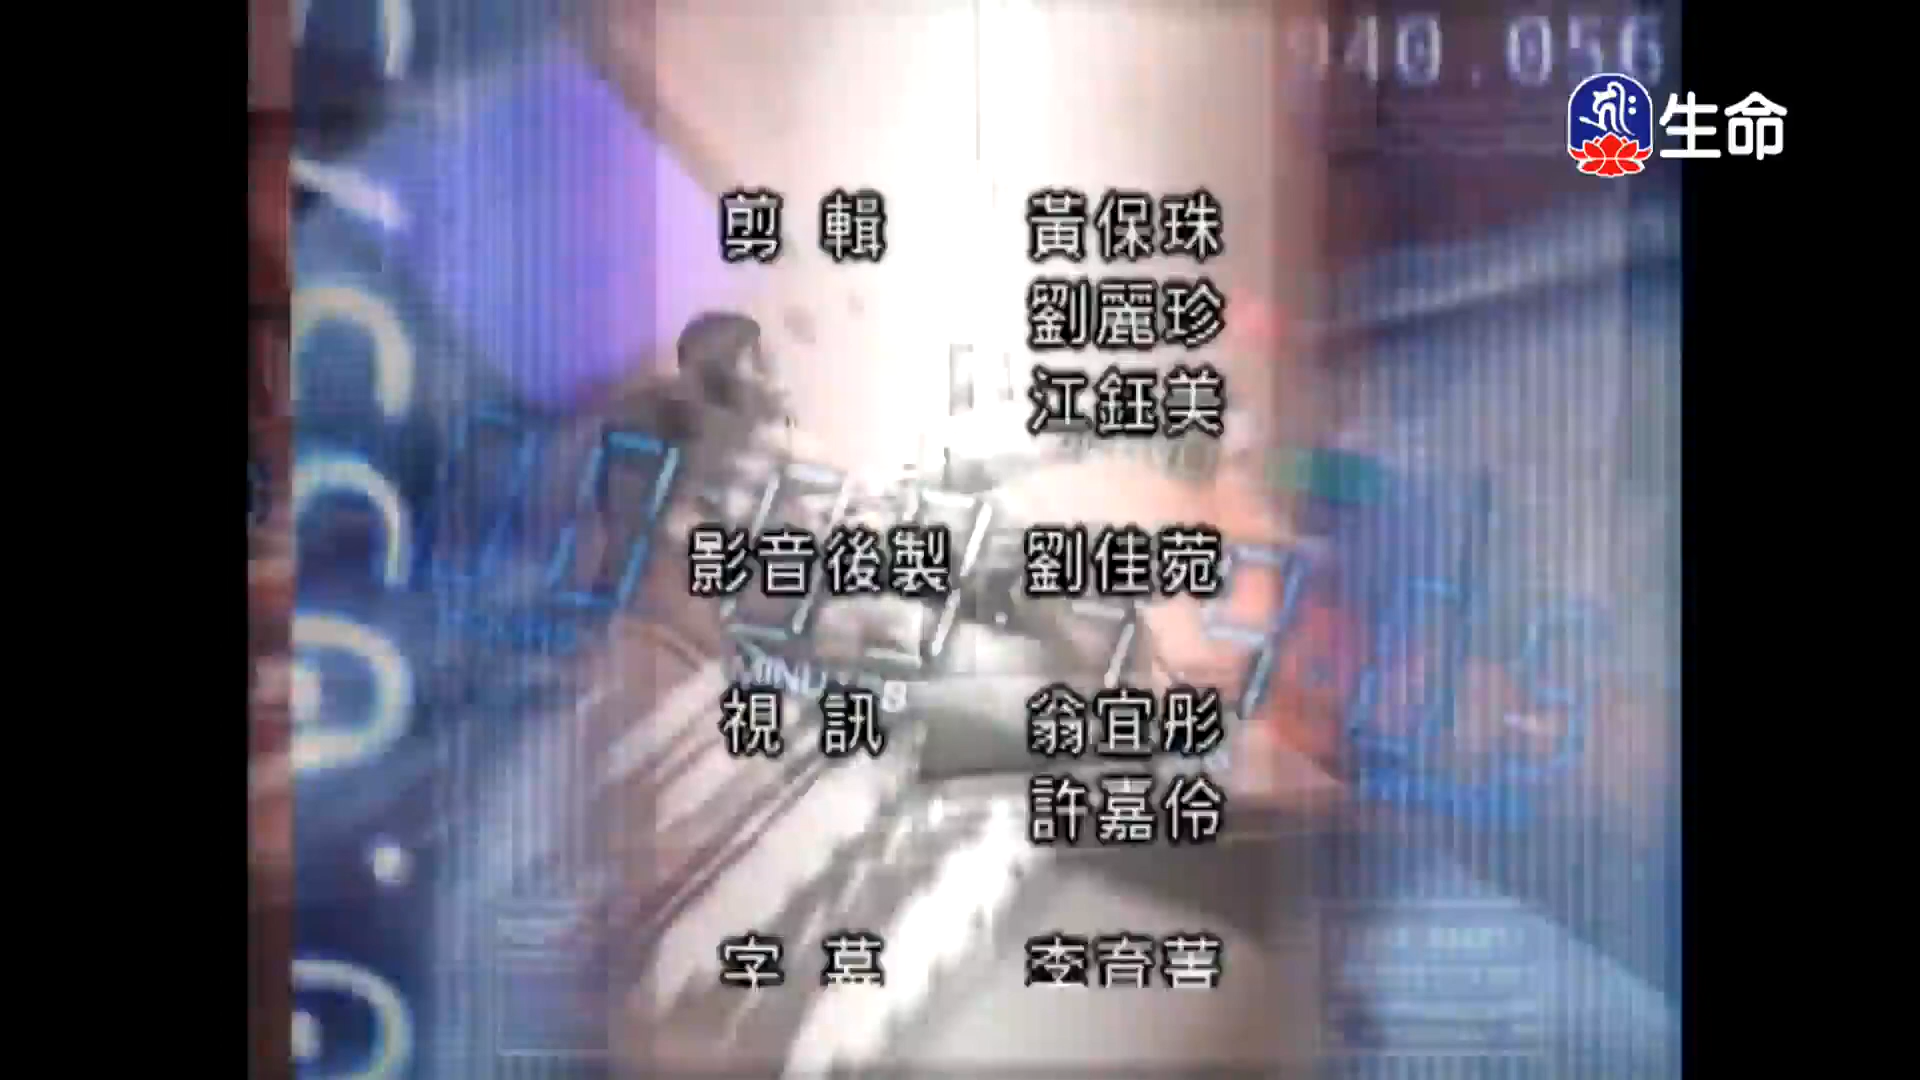 940.056
生命
剪 輯 黃保珠
劉麗珍
江鈺美
影音後製 劉佳菀
視 訊 翁宜彤
許嘉伶
字 幕